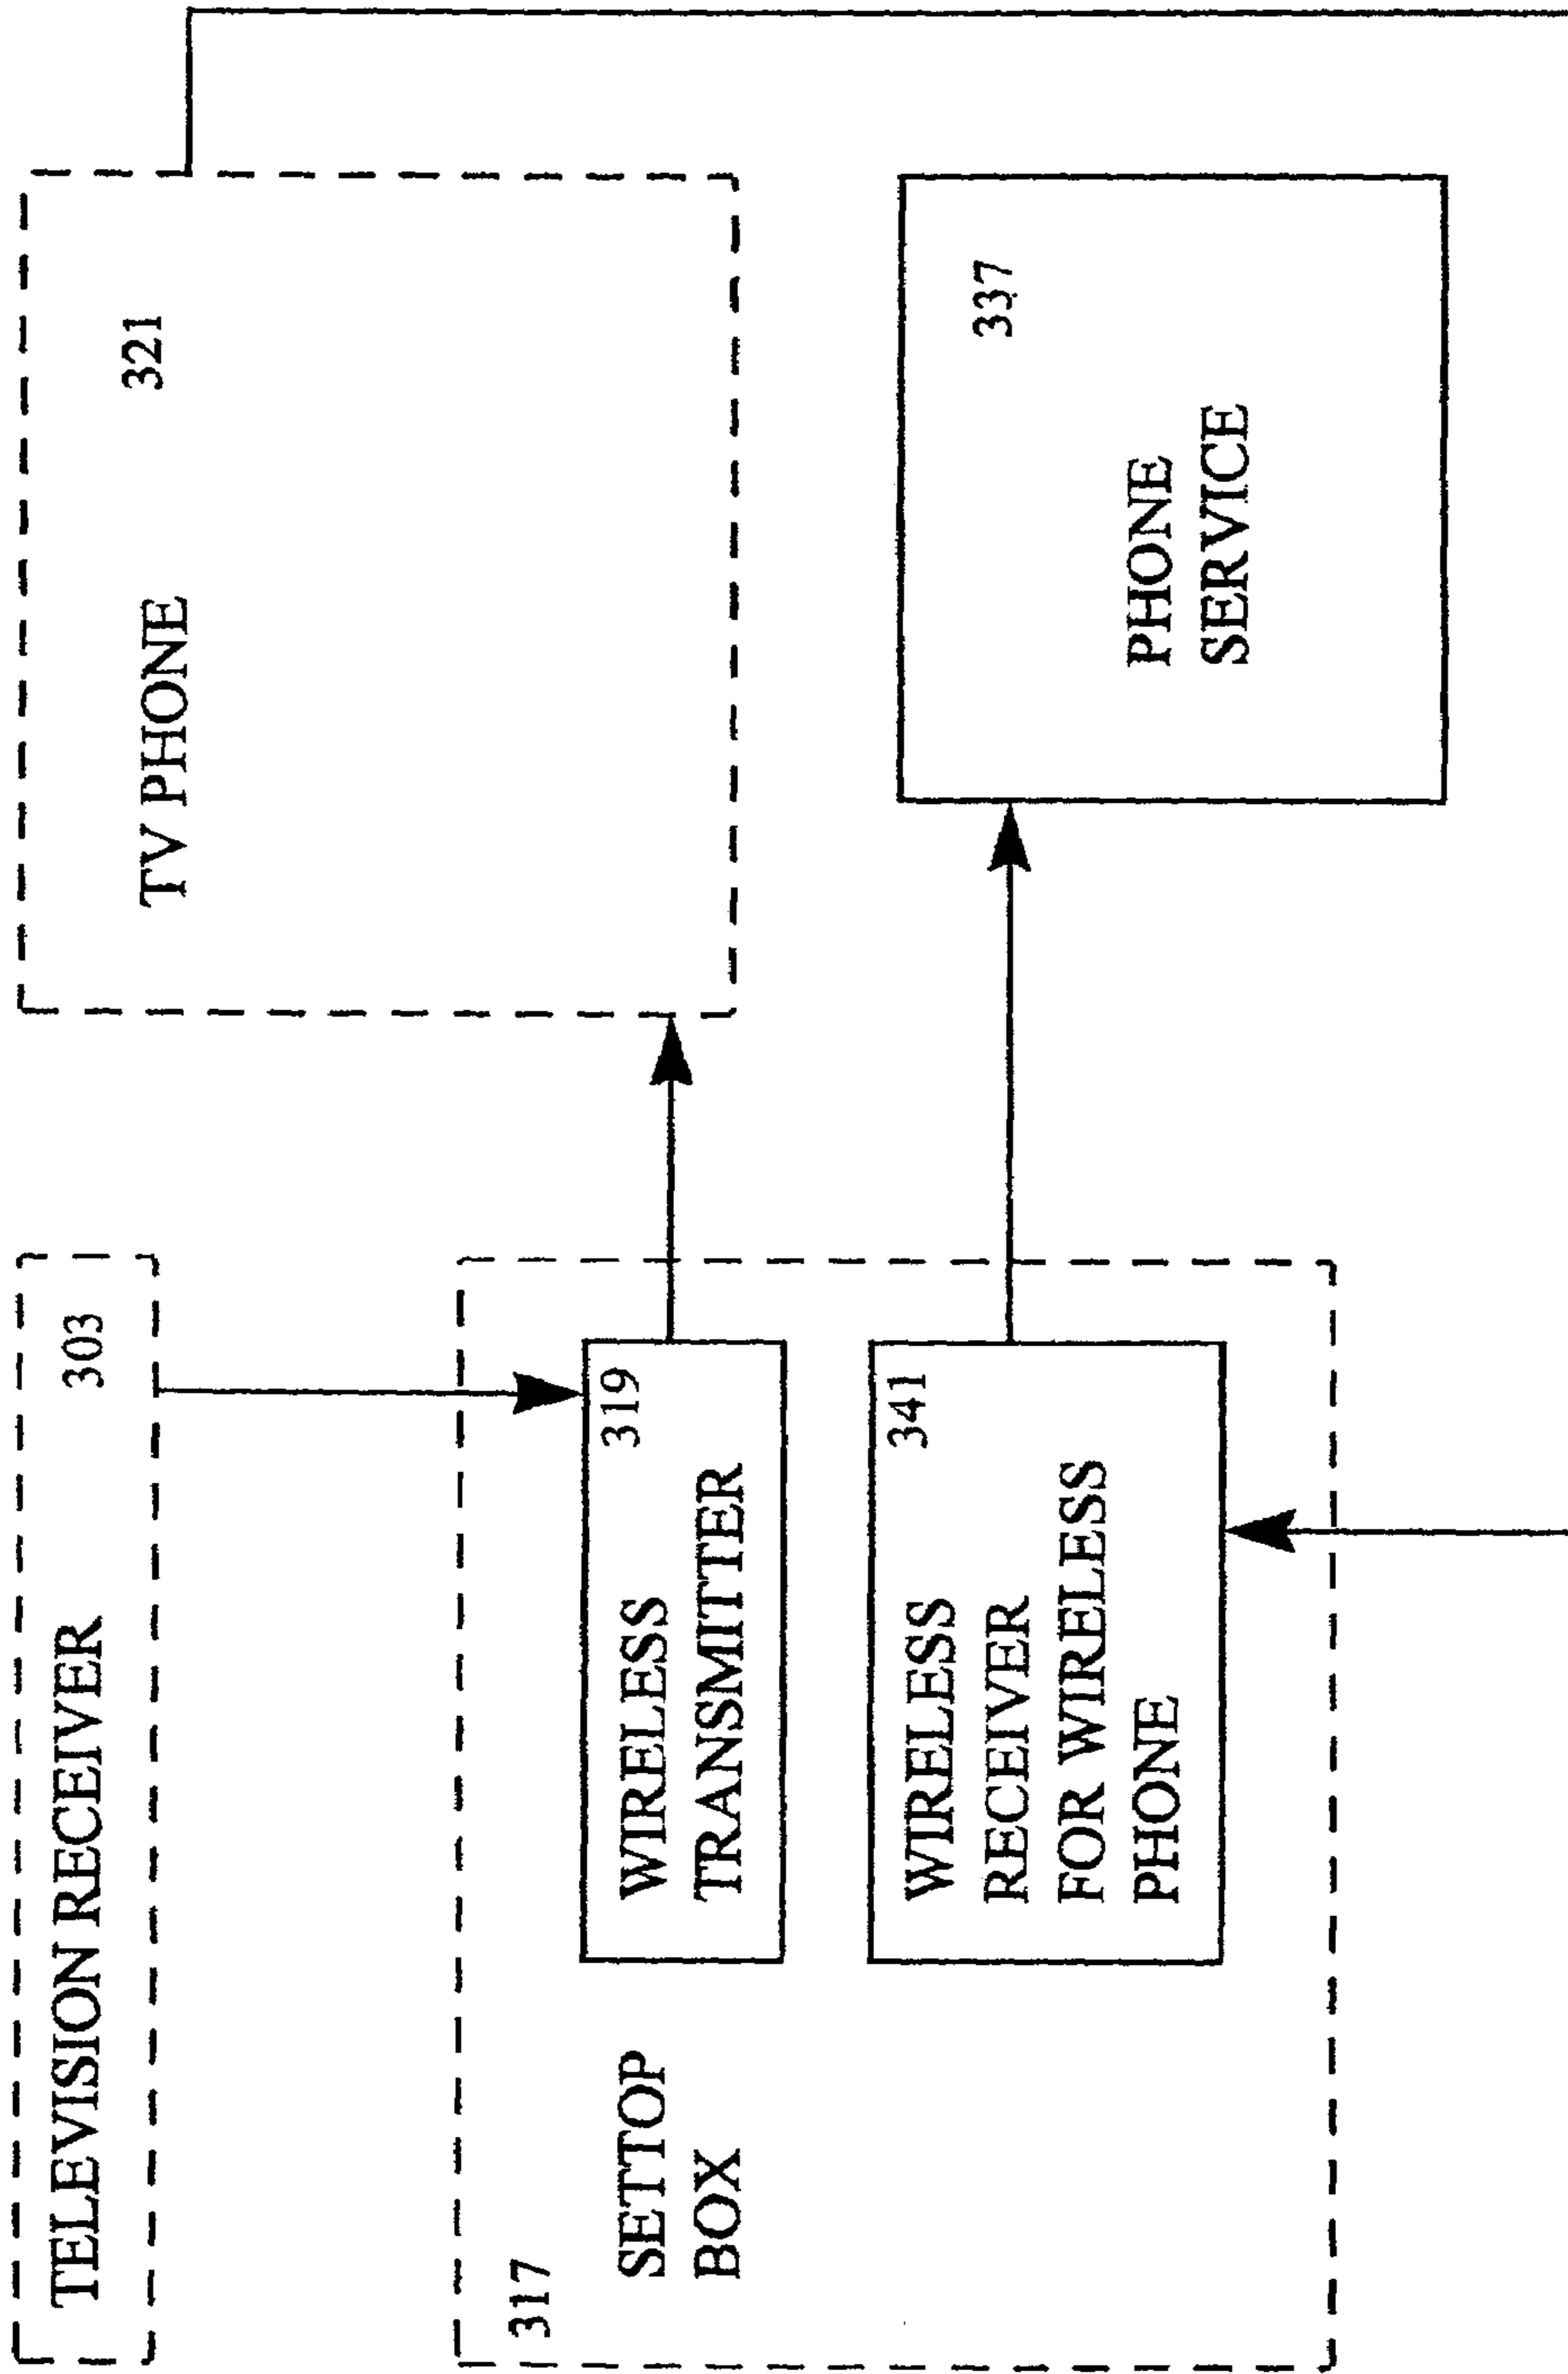 TELEVISION RECEIVER 303
TV PHONE 321
317
SETTOP
BOX
319
WIRELESS
TRANSMITTER
341
WIRELESS
RECEIVER
FOR WIRELESS
PHONE
337
PHONE
SERVICE